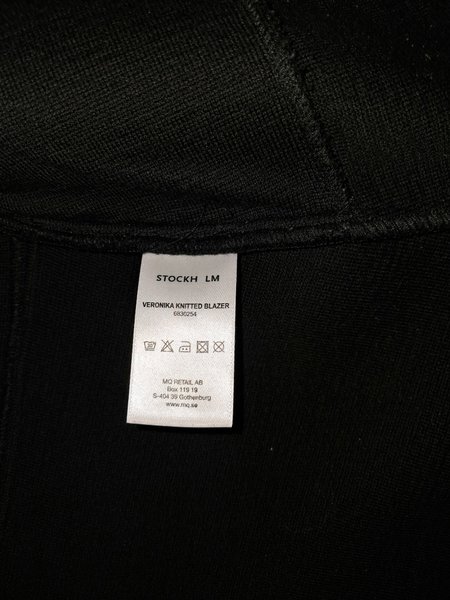 STOCKH LM
VERONIKA KNITTED BLAZER
6830254
MQ RETAIL AB
Box 119 19
S-404 39 Gothenburg
www.mq.se